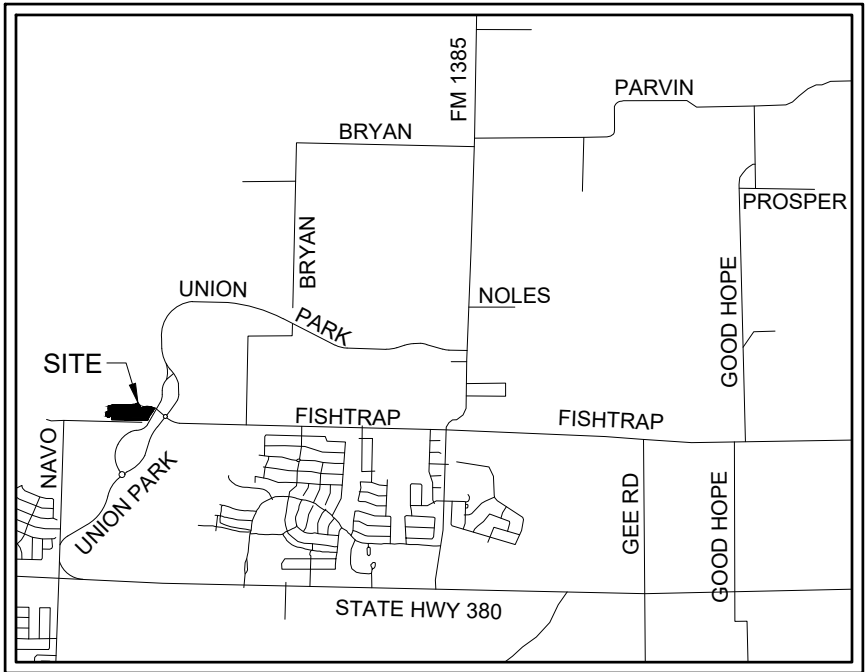 FM 1385
PARVIN
BRYAN
PROSPER
BRYAN
GOOD HOPE
UNION
NOLES
PARK
SITE
FISHTRAP
FISHTRAP
NAVO
UNION PARK
GEE RD
GOOD HOPE
STATE HWY 380